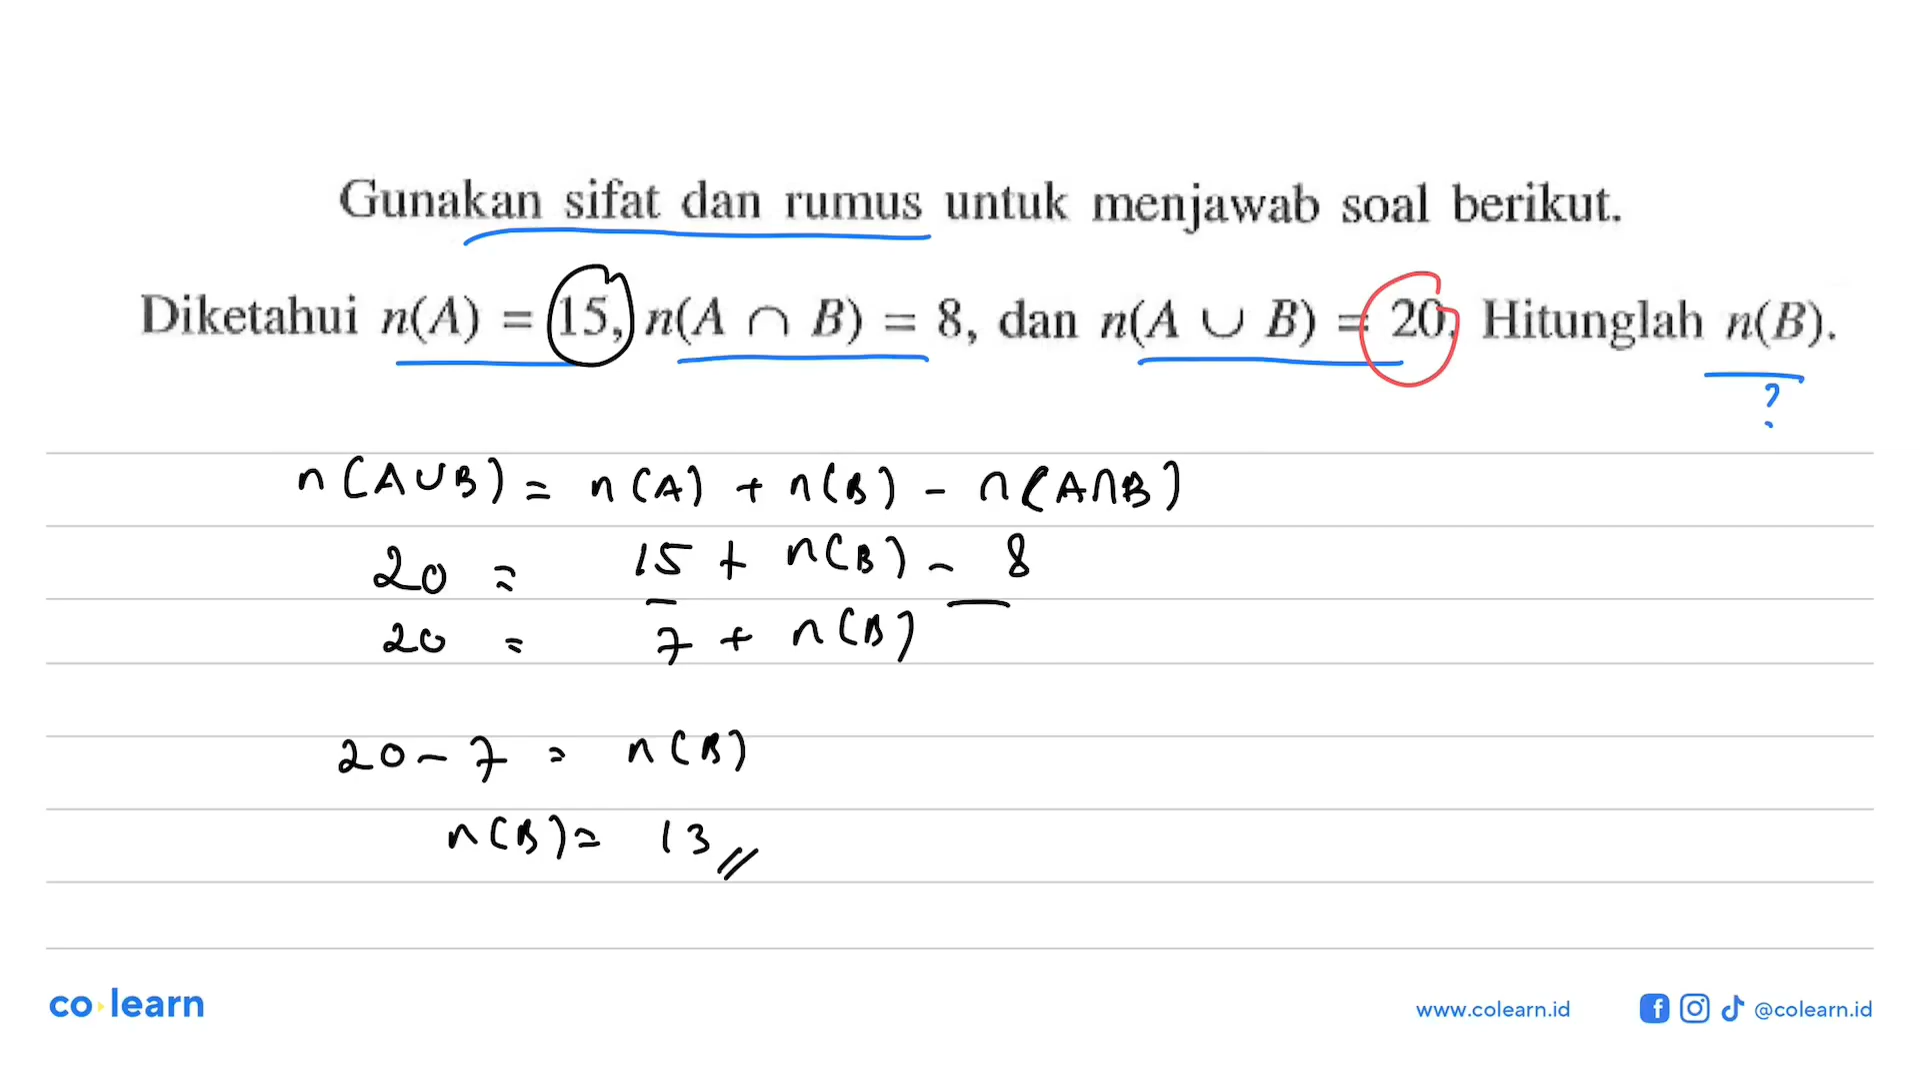 Gunakan sifat dan rumus untuk menjawab soal berikut.
Diketahui n(A) = 15, n(A ∩ B) = 8, dan n(A ∪ B) = 20. Hitunglah n(B).
?
n(A∪B) = n(A) + n(B) - n(A∩B)
20 = 15 + n(B) - 8
20 = 7 + n(B)
20 - 7 = n(B)
n(B) = 13 //
co learn
www.colearn.id @colearn.id